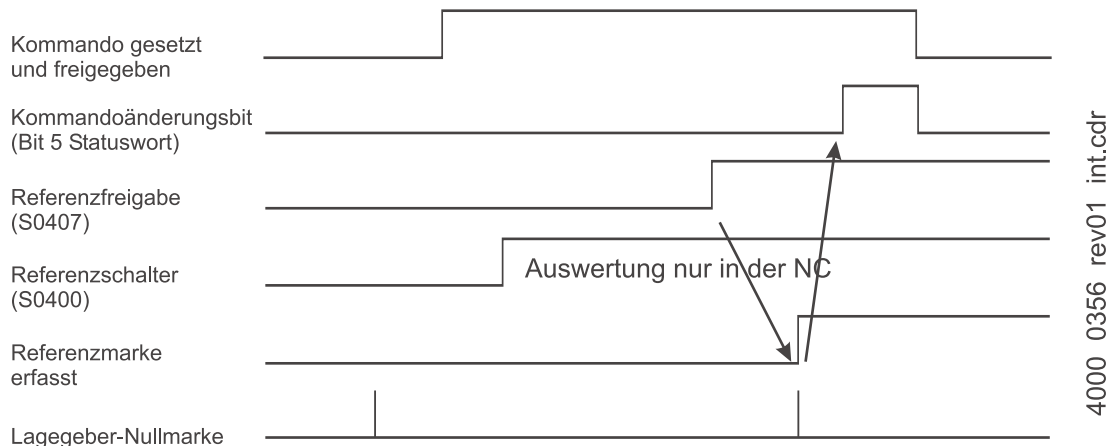 Kommando gesetzt
und freigegeben
Kommandoänderungsbit
(Bit 5 Statuswort)
Referenzfreigabe
(S0407)
Referenzschalter
(S0400)
Auswertung nur in der NC
Referenzmarke
erfasst
Lagegeber-Nullmarke
4000 0356 rev01 int.cdr